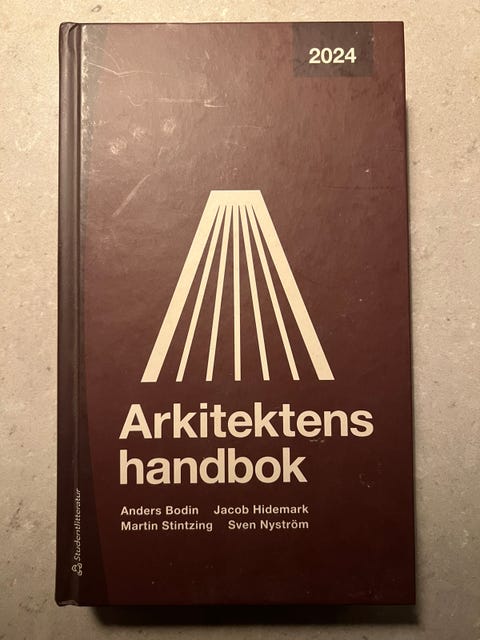 2024
Arkitektens
handbok
Anders Bodin Jacob Hidemark
Martin Stintzing Sven Nyström
Studentlitteratur